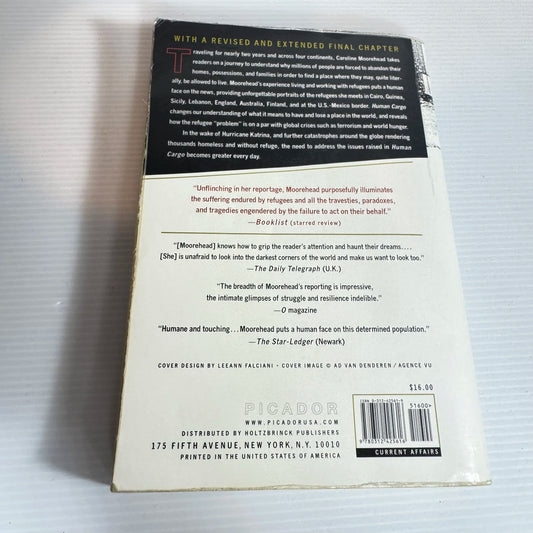 WITH A REVISED AND EXTENDED FINAL CHAPTER
Traveling for nearly two years and across four continents, Caroline Moorehead takes
readers on a journey to understand why millions of people are forced to abandon their
homes, possessions, and families in order to find a place where they may, quite liter-
ally, be allowed to live. Moorehead's experience living and working with refugees puts a human
face on the news, providing unforgettable portraits of the refugees she meets in Cairo, Guinea,
Sicily, Lebanon, England, Australia, Finland, and at the U.S.-Mexico border. Human Cargo
changes our understanding of what it means to have and lose a place in the world, and reveals
how the refugee "problem" is on a par with global crises such as terrorism and world hunger.
In the wake of Hurricane Katrina, and further catastrophes around the globe rendering
thousands homeless and without refuge, the need to address the issues raised in Human
Cargo becomes greater every day.
"Unflinching in her reportage, Moorehead purposefully illuminates
the suffering endured by refugees and all the travesties, paradoxes,
and tragedies engendered by the failure to act on their behalf."
—Booklist (starred review)
"[Moorehead] knows how to grip the reader's attention and haunt their dreams....
[She] is unafraid to look into the darkest corners of the world and make us want to look too."
—The Daily Telegraph (U.K.)
"The breadth of Moorehead's reporting is impressive,
the intimate glimpses of struggle and resilience indelible."
—O magazine
"Humane and touching... Moorehead puts a human face on this determined population."
—The Star-Ledger (Newark)
COVER DESIGN BY LEEANN FALCIANI • COVER IMAGE © AD VAN DENDEREN / AGENCE VU
$16.00
PICADOR
WWW.PICADORUSA.COM
DISTRIBUTED BY HOLTZBRINCK PUBLISHERS
175 FIFTH AVENUE, NEW YORK, N.Y. 10010
PRINTED IN THE UNITED STATES OF AMERICA
ISBN 0-312-42561-9
51600>
9 780312 425616
CURRENT AFFAIRS